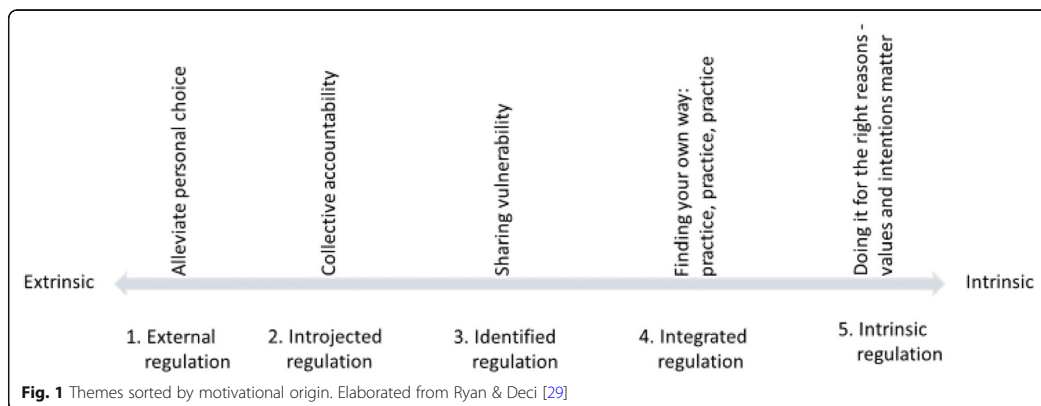 Alleviate personal choice
Collective accountability
Sharing vulnerability
Finding your own way:
practice, practice, practice
Doing it for the right reasons -
values and intentions matter
Extrinsic
Intrinsic
1. External
regulation
2. Introjected
regulation
3. Identified
regulation
4. Integrated
regulation
5. Intrinsic
regulation
Fig. 1 Themes sorted by motivational origin. Elaborated from Ryan & Deci [29]